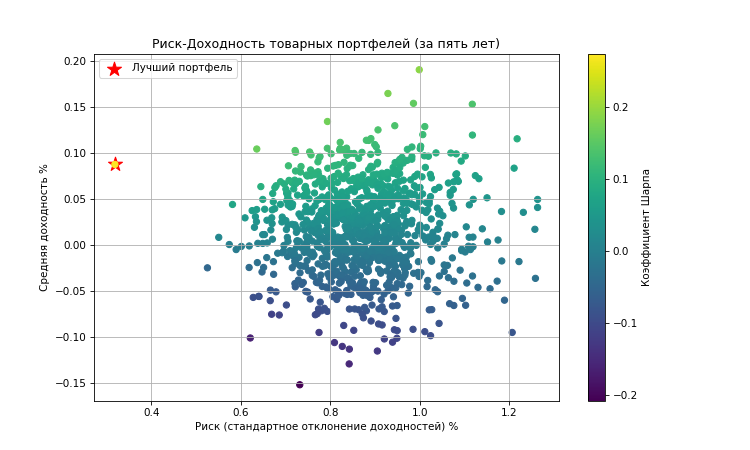 Риск-Доходность товарных портфелей (за пять лет)
Лучший портфель
Средняя доходность %
0.20
0.15
0.10
0.05
0.00
−0.05
−0.10
−0.15
0.4 0.6 0.8 1.0 1.2
Риск (стандартное отклонение доходностей) %
0.2
0.1
0.0
−0.1
−0.2
Коэффициент Шарпа